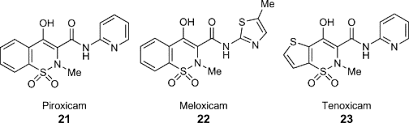 OH O N H N S O O N Me
OH O N H S N Me S O O N Me
OH O N H N S S O O N Me
Piroxicam Meloxicam Tenoxicam
21 22 23